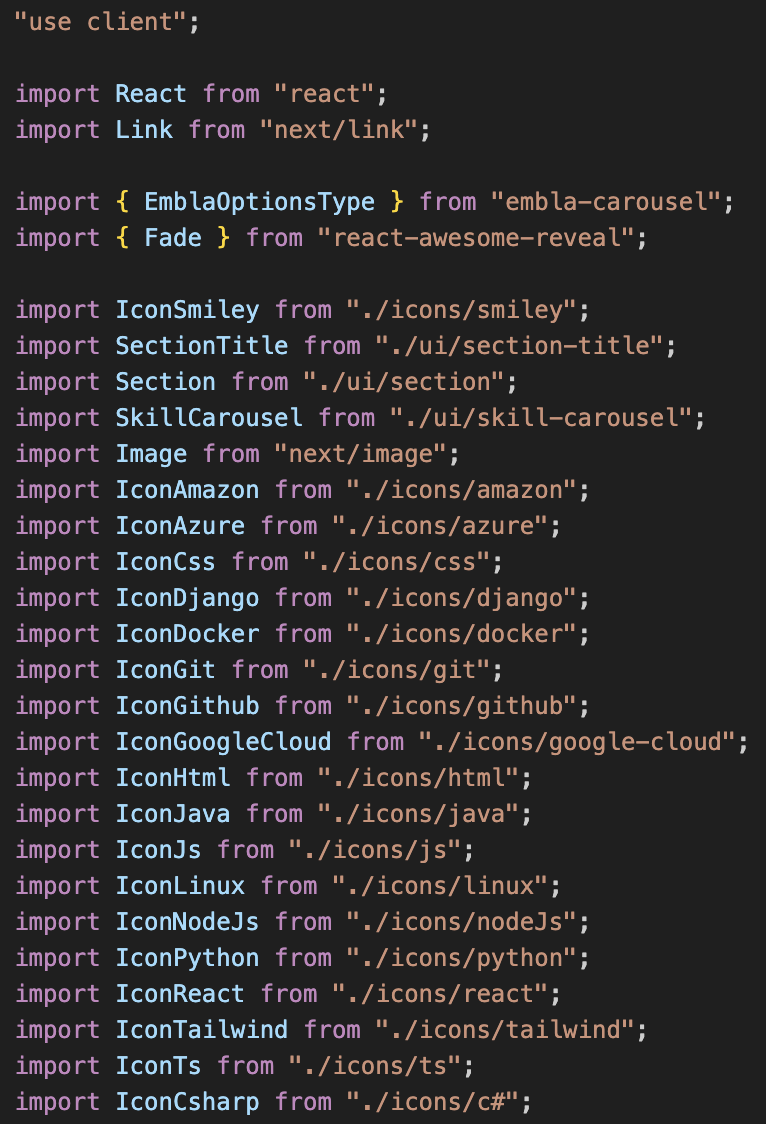 "use client";
import React from "react";
import Link from "next/link";
import { EmblaOptionsType } from "embla-carousel";
import { Fade } from "react-awesome-reveal";
import IconSmiley from "./icons/smiley";
import SectionTitle from "./ui/section-title";
import Section from "./ui/section";
import SkillCarousel from "./ui/skill-carousel";
import Image from "next/image";
import IconAmazon from "./icons/amazon";
import IconAzure from "./icons/azure";
import IconCss from "./icons/css";
import IconDjango from "./icons/django";
import IconDocker from "./icons/docker";
import IconGit from "./icons/git";
import IconGithub from "./icons/github";
import IconGoogleCloud from "./icons/google-cloud";
import IconHtml from "./icons/html";
import IconJava from "./icons/java";
import IconJs from "./icons/js";
import IconLinux from "./icons/linux";
import IconNodeJs from "./icons/nodeJs";
import IconPython from "./icons/python";
import IconReact from "./icons/react";
import IconTailwind from "./icons/tailwind";
import IconTs from "./icons/ts";
import IconCsharp from "./icons/c#";